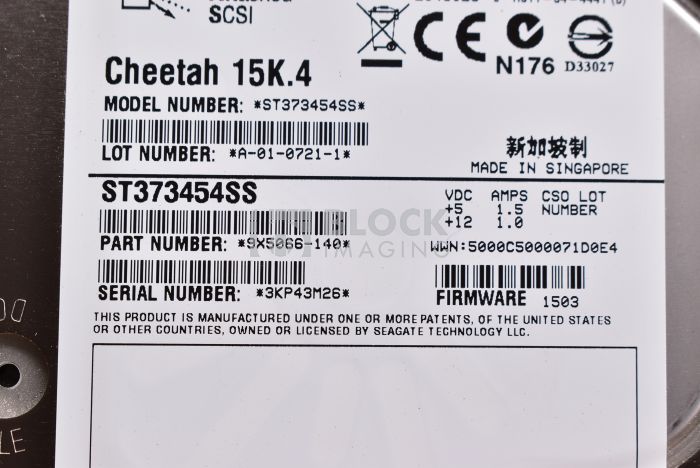 SCSI
N176
D33027
Cheetah 15K.4
MODEL NUMBER: *ST373454SS*
LOT NUMBER: *A-01-0721-1*
新加坡制
MADE IN SINGAPORE
ST373454SS
VDC AMPS CSO LOT
+5 1.5 NUMBER
+12 1.0
PART NUMBER: *9X5066-140*
WWN:5000C5000071D0E4
BLOCK
IMAGING
SERIAL NUMBER: *3KP43M26*
FIRMWARE 1503
THIS PRODUCT IS MANUFACTURED UNDER ONE OR MORE PATENTS, OF THE UNITED STATES
OR OTHER COUNTRIES, OWNED OR LICENSED BY SEAGATE TECHNOLOGY LLC.